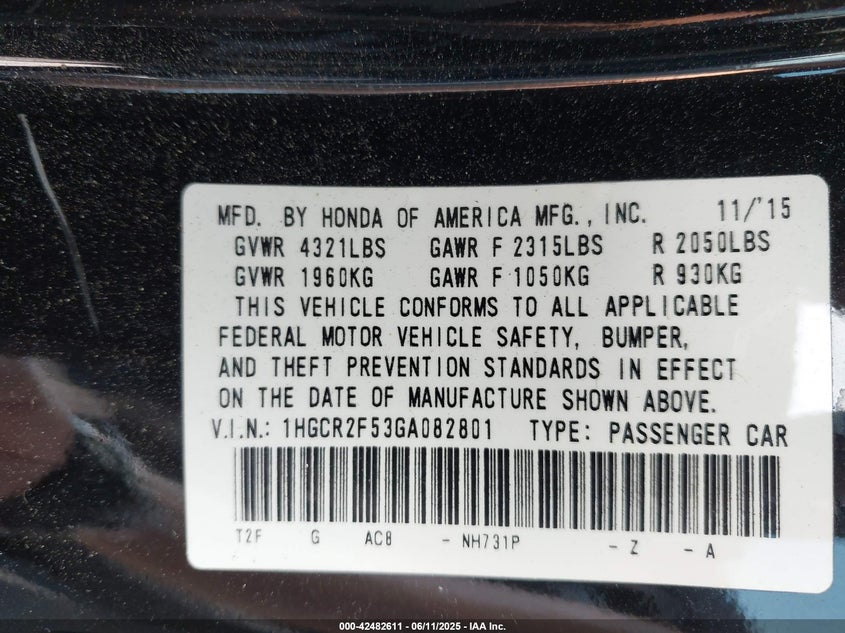 MFD. BY HONDA OF AMERICA MFG., INC. 11/'15
GVWR 4321LBS GAWR F 2315LBS R 2050LBS
GVWR 1960KG GAWR F 1050KG R 930KG
THIS VEHICLE CONFORMS TO ALL APPLICABLE
FEDERAL MOTOR VEHICLE SAFETY, BUMPER,
AND THEFT PREVENTION STANDARDS IN EFFECT
ON THE DATE OF MANUFACTURE SHOWN ABOVE.
V.I.N.: 1HGCR2F53GA082801 TYPE: PASSENGER CAR
T2F G AC8 - NH731P - Z - A
000-42482611 - 06/11/2025 - IAA Inc.